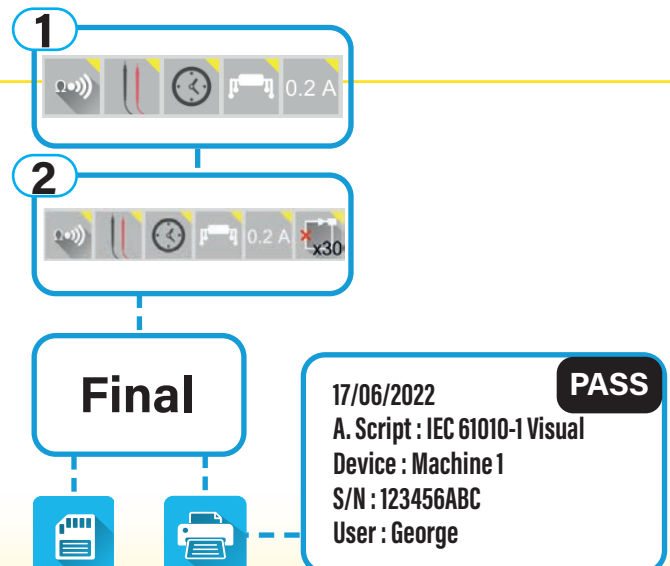 1
Ω
0.2 A
2
Ω
0.2 A
x30
Final
PASS
17/06/2022
A. Script : IEC 61010-1 Visual
Device : Machine 1
S/N : 123456ABC
User : George